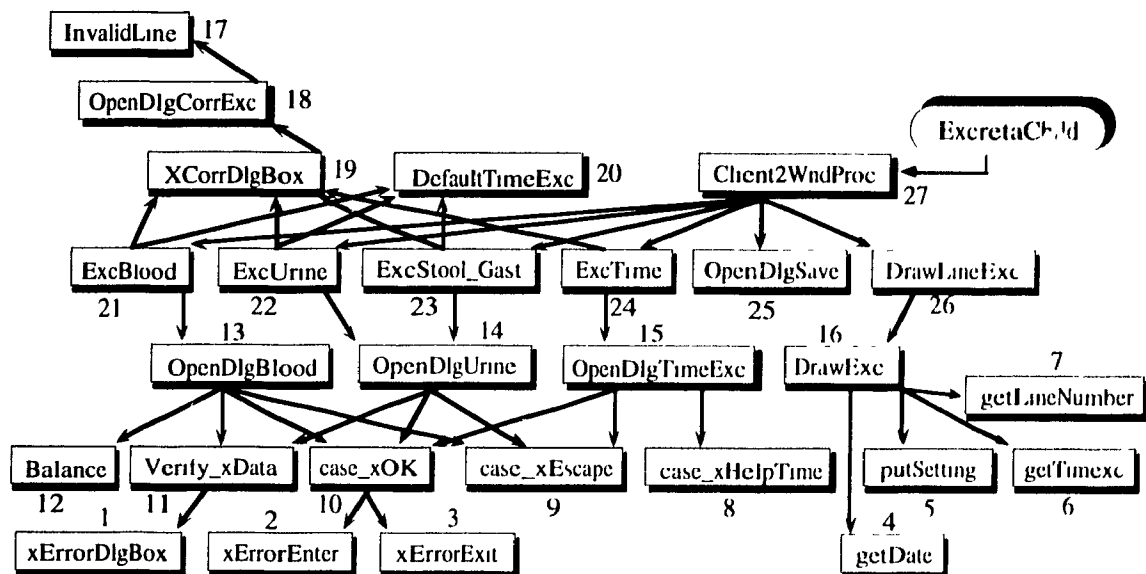 InvalidLine 17
OpenDlgCorrExc 18
ExcretaChild
XCorrDlgBox 19
DefaultTimeExc 20
Client2WndProc
27
ExcBlood
ExcUrine
ExcStool_Gast
ExcTime
OpenDlgSave
DrawLineExc
21
22
23
24
25
26
13
14
15
16
OpenDlgBlood
OpenDlgUrine
OpenDlgTimeExc
DrawExc
7
getLineNumber
Balance
Verify_xData
case_xOK
case_xEscape
case_xHelpTime
putSetting
getTimexc
12
11
10
9
8
5
6
1
2
3
4
xErrorDlgBox
xErrorEnter
xErrorExit
getDate